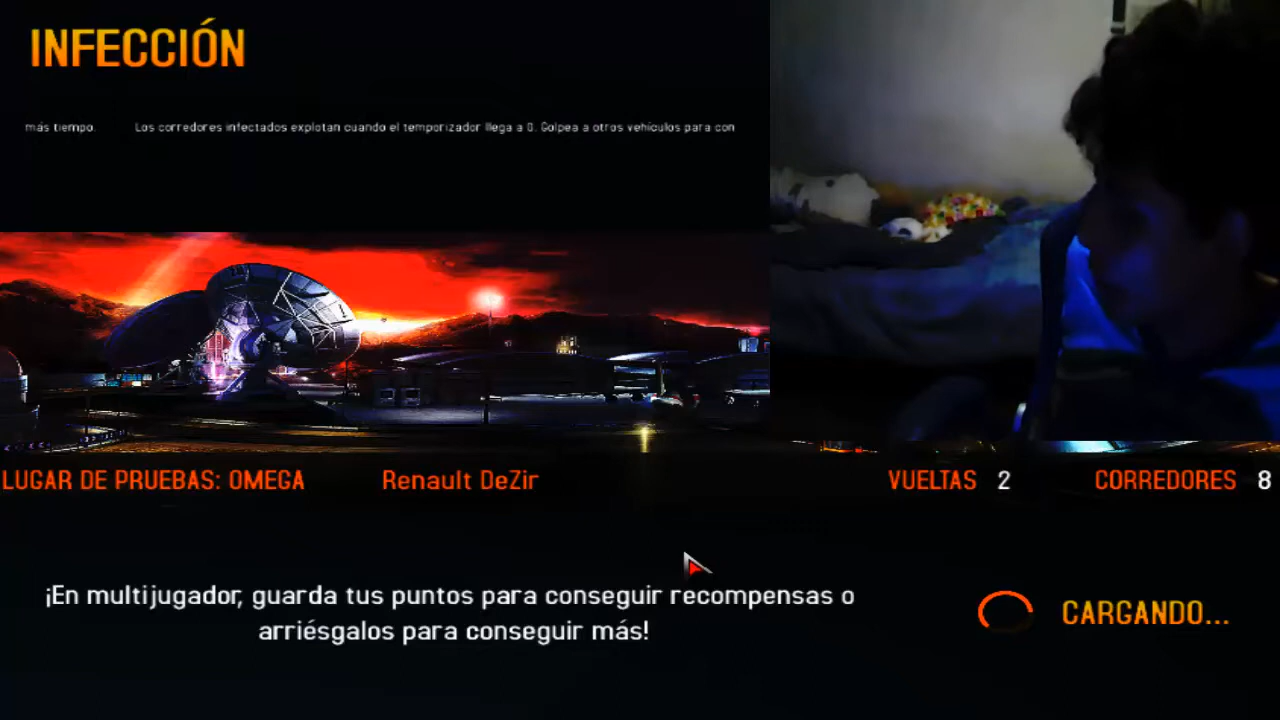 INFECCIÓN
más tiempo. Los corredores infectados explotan cuando el temporizador llega a 0. Golpea a otros vehículos para con
LUGAR DE PRUEBAS: OMEGA Renault DeZir VUELTAS 2 CORREDORES 8
¡En multijugador, guarda tus puntos para conseguir recompensas o
arriésgalos para conseguir más!
CARGANDO...